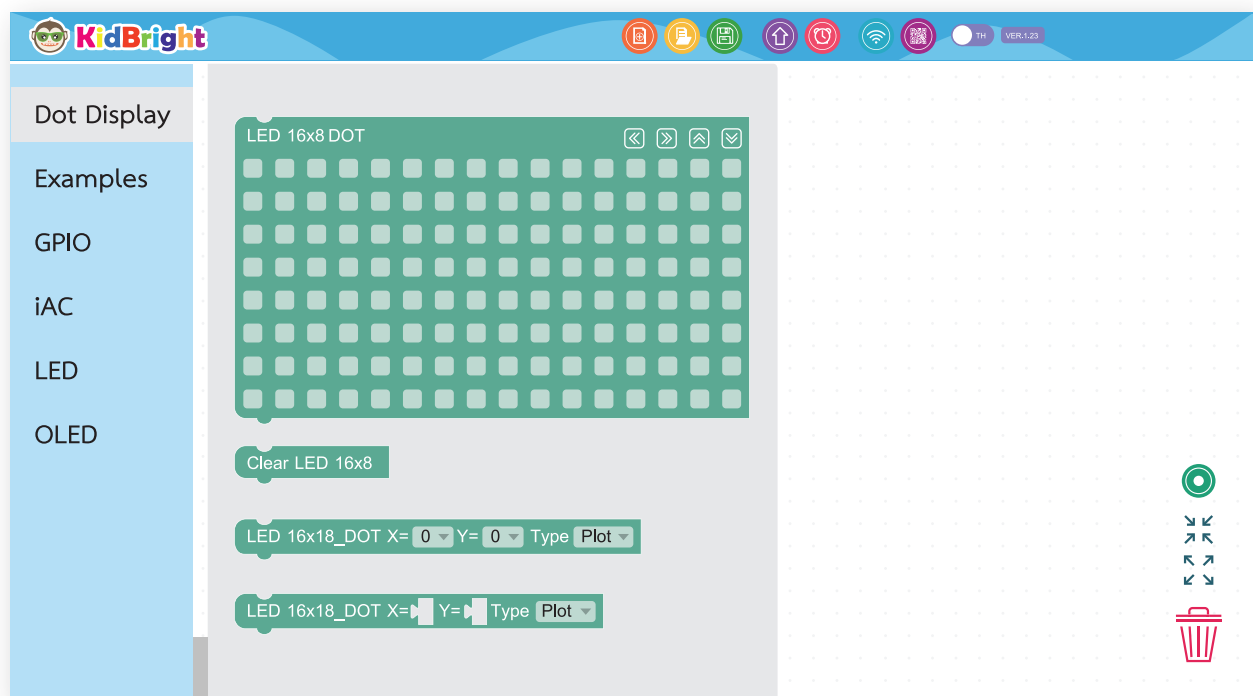 KidBright
TH
VER.1.23
Dot Display
Examples
GPIO
iAC
LED
OLED
LED 16x8 DOT
Clear LED 16x8
LED 16x18_DOT X= 0 Y= 0 Type Plot
LED 16x18_DOT X= Y= Type Plot